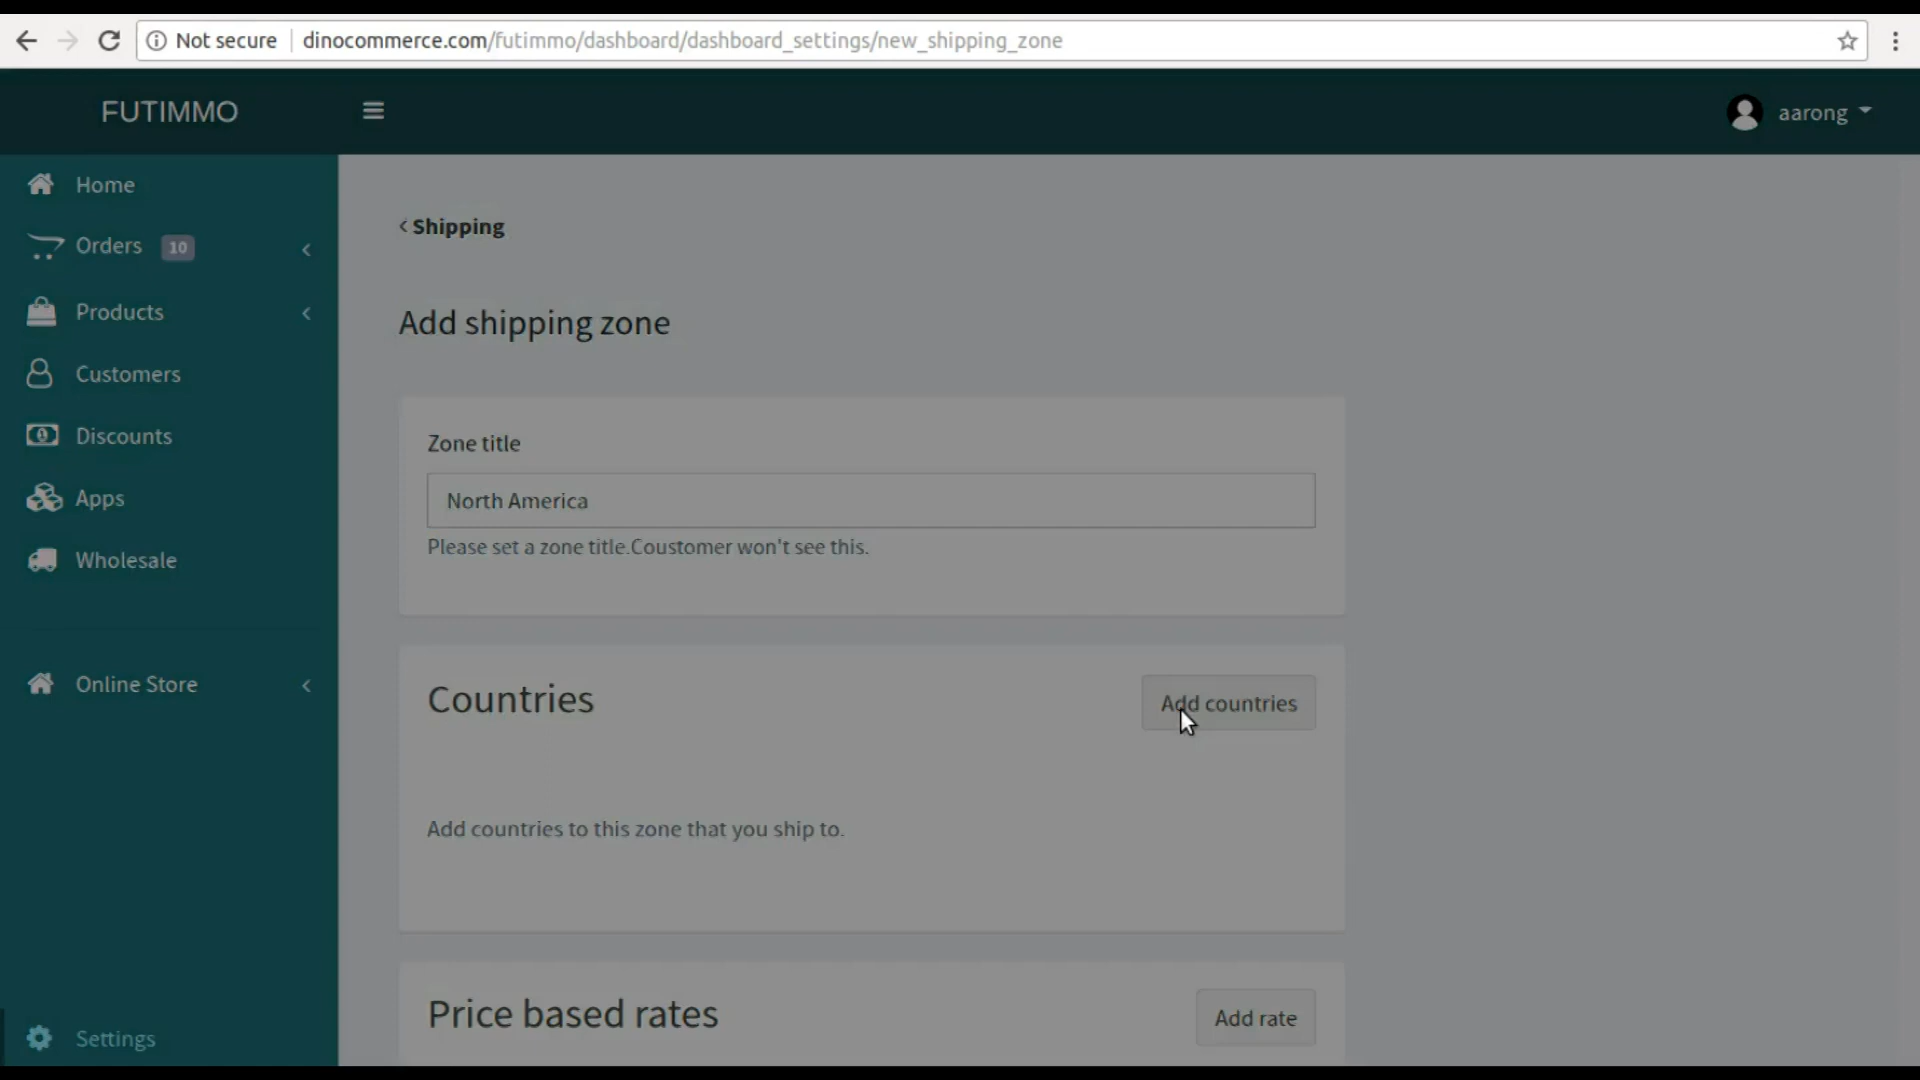 Not secure dinocommerce.com/futimmo/dashboard/dashboard_settings/new_shipping_zone
FUTIMMO
aarong
Home
Orders 10
Products
Customers
Discounts
Apps
Wholesale
Online Store
Settings
< Shipping
Add shipping zone
Zone title
North America
Please set a zone title.Coustomer won't see this.
Countries
Add countries
Add countries to this zone that you ship to.
Price based rates
Add rate